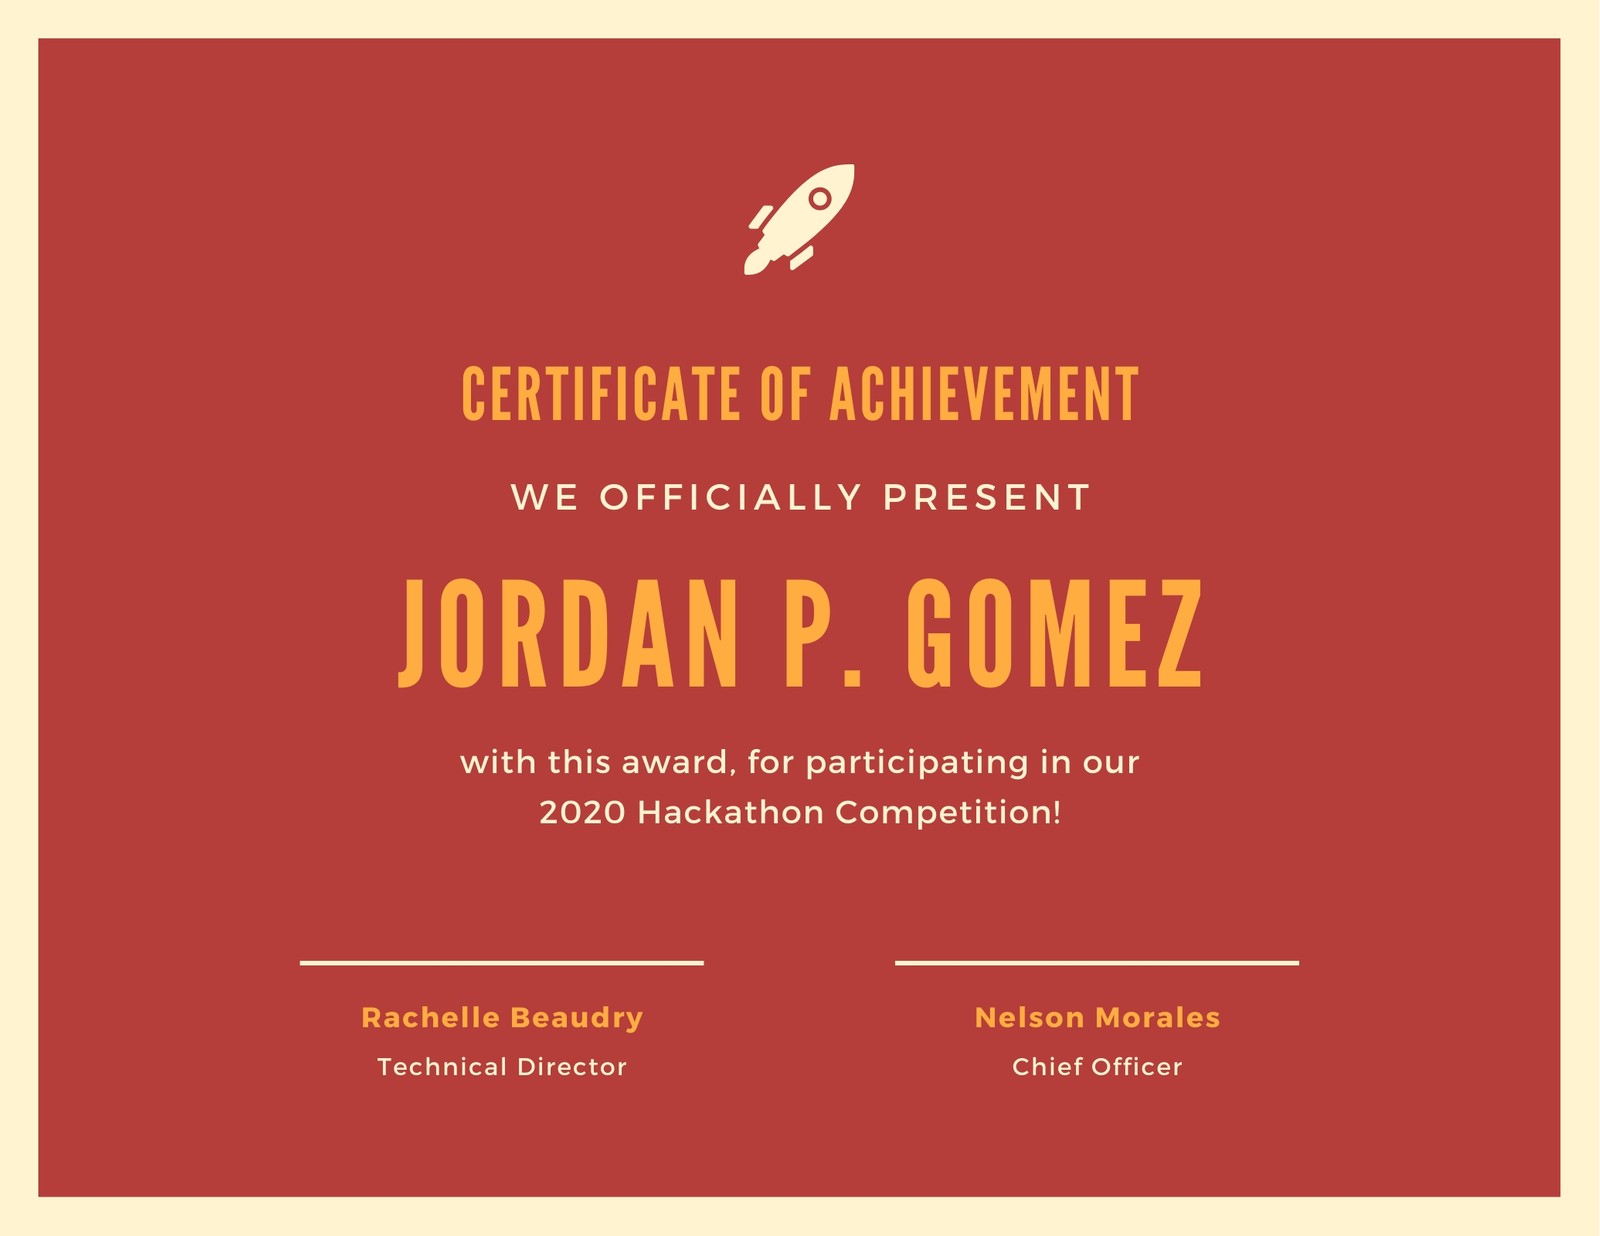 CERTIFICATE OF ACHIEVEMENT
WE OFFICIALLY PRESENT
JORDAN P. GOMEZ
with this award, for participating in our
2020 Hackathon Competition!
Rachelle Beaudry
Technical Director
Nelson Morales
Chief Officer